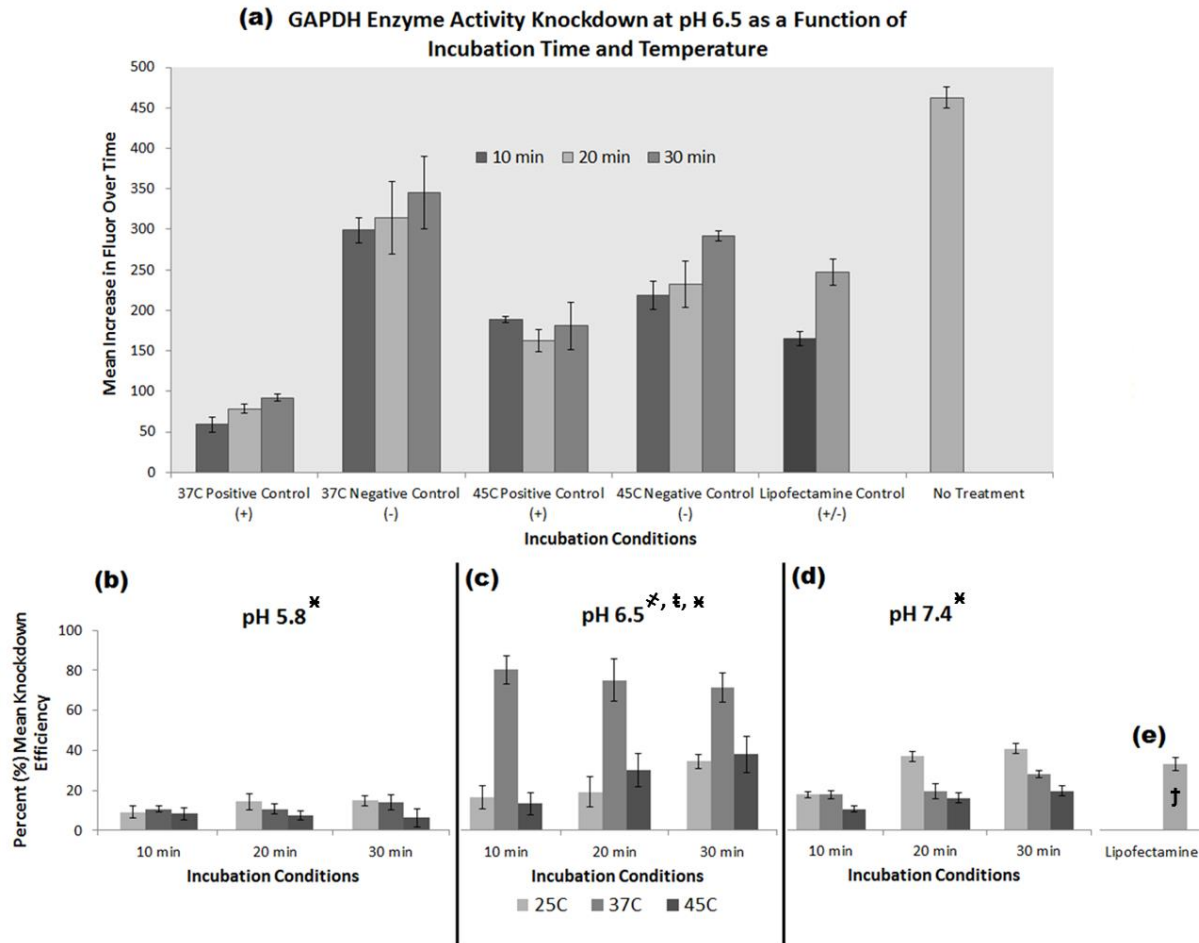 (a) GAPDH Enzyme Activity Knockdown at pH 6.5 as a Function of
Incubation Time and Temperature
Mean Increase in Fluor Over Time
500
450
400
350
300
250
200
150
100
50
0
10 min 20 min 30 min
37C Positive Control
(+)
37C Negative Control
(-)
45C Positive Control
(+)
45C Negative Control
(-)
Lipofectamine Control
(+/-)
No Treatment
Incubation Conditions
(b)
pH 5.8
Percent (%) Mean Knockdown
Efficiency
100
80
60
40
20
0
10 min 20 min 30 min
Incubation Conditions
(c)
pH 6.5
10 min 20 min 30 min
Incubation Conditions
25C 37C 45C
(d)
pH 7.4
10 min 20 min 30 min
Incubation Conditions
(e)
Lipofectamine